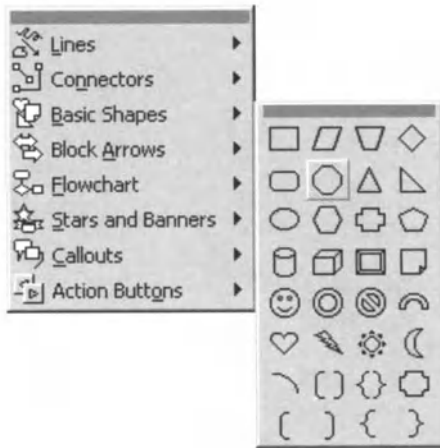 Lines
Connectors
Basic Shapes
Block Arrows
Flowchart
Stars and Banners
Callouts
Action Buttons